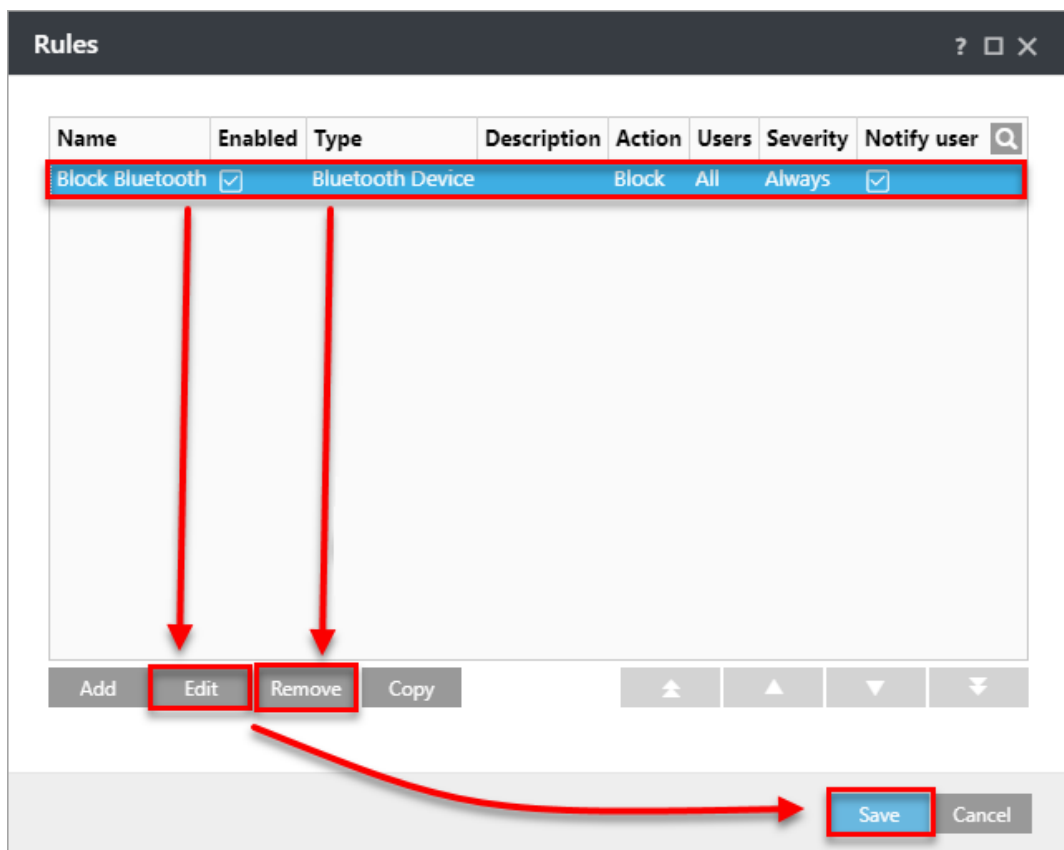 Rules ?
Name Enabled Type Description Action Users Severity Notify user
Block Bluetooth Bluetooth Device Block All Always
Add Edit Remove Copy
Save Cancel